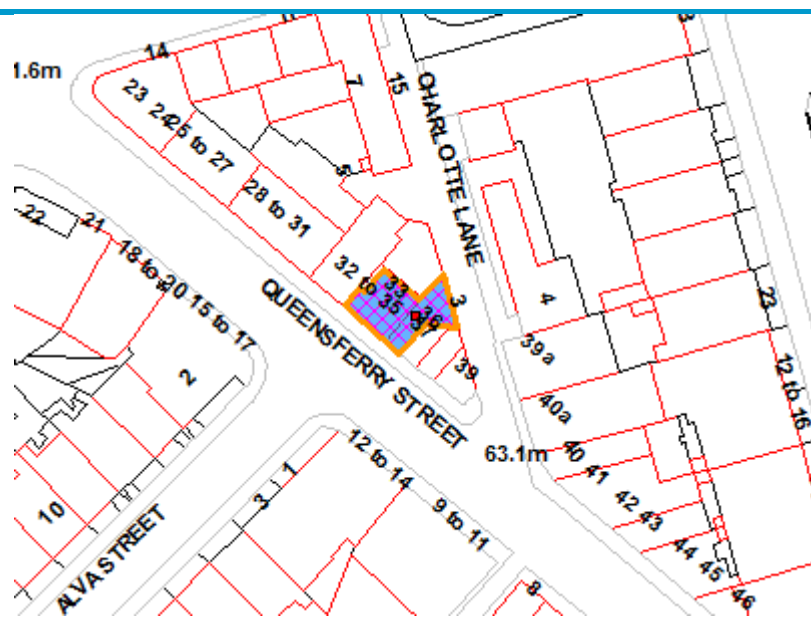 14
1.6m
23
24
25 to 27
28 to 31
7
15
5
CHARLOTTE LANE
22
21
18 to 20
15 to 17
2
32 to 35
33
36
37
3
39
4
39a
40a
23
12 to 16
QUEENSFERRY STREET
63.1m
40
41
42
43
44
45
46
12 to 14
9 to 11
1
3
10
ALVA STREET
8